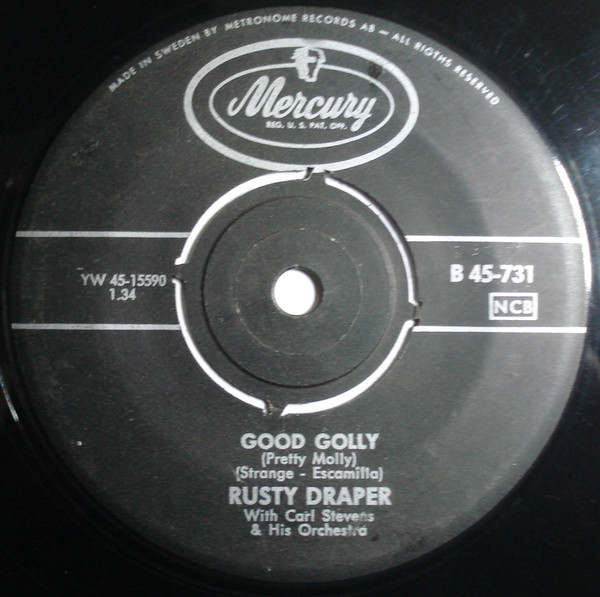 MADE IN SWEDEN BY METRONOME RECORDS AB — ALL RIGTHS RESERVED
Mercury
REG. U. S. PAT. OFF.
YW 45-15590
1.34
B 45-731
NCB
GOOD GOLLY
(Pretty Molly)
(Strange - Escamilla)
RUSTY DRAPER
With Carl Stevens
& His Orchestra